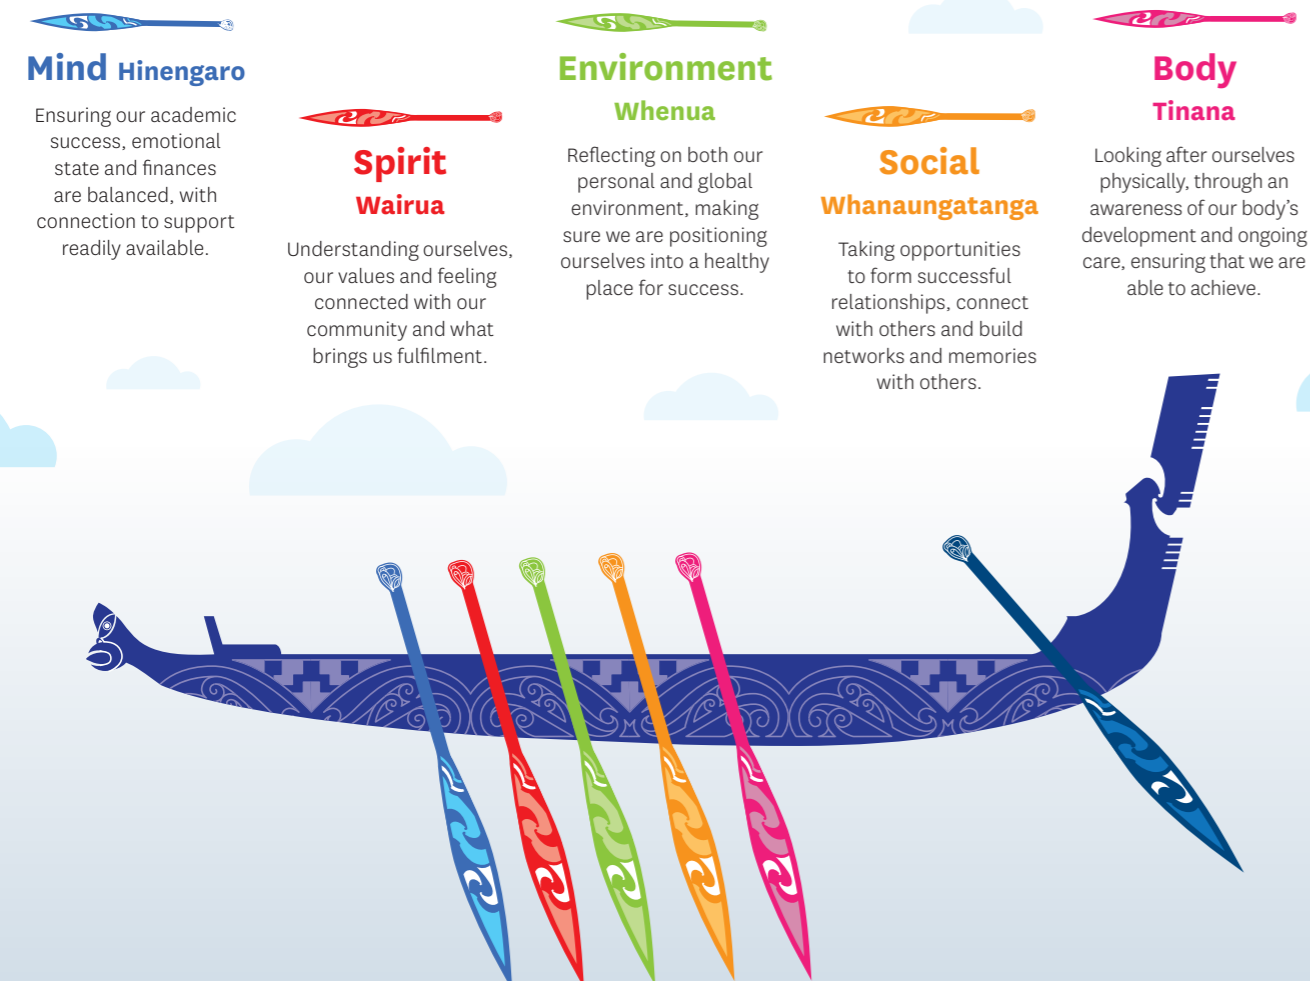 Mind Hinengaro
Ensuring our academic
success, emotional
state and finances
are balanced, with
connection to support
readily available.
Spirit
Wairua
Understanding ourselves,
our values and feeling
connected with our
community and what
brings us fulfilment.
Environment
Whenua
Reflecting on both our
personal and global
environment, making
sure we are positioning
ourselves into a healthy
place for success.
Social
Whanaungatanga
Taking opportunities
to form successful
relationships, connect
with others and build
networks and memories
with others.
Body
Tinana
Looking after ourselves
physically, through an
awareness of our body's
development and ongoing
care, ensuring that we are
able to achieve.